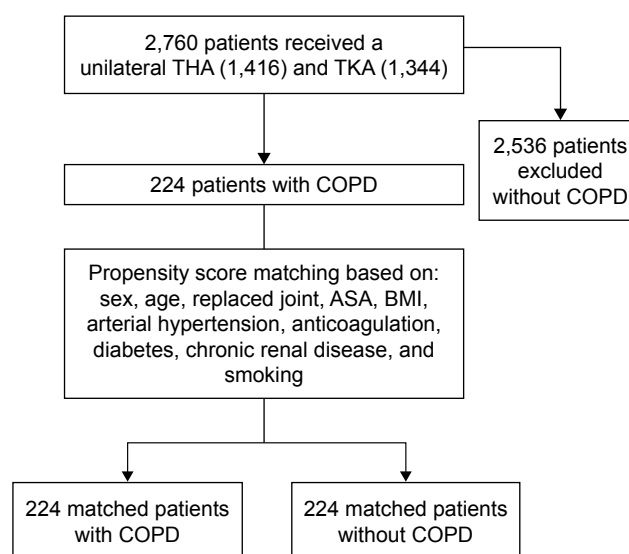 2,760 patients received a
unilateral THA (1,416) and TKA (1,344)
2,536 patients
excluded
without COPD
224 patients with COPD
Propensity score matching based on:
sex, age, replaced joint, ASA, BMI,
arterial hypertension, anticoagulation,
diabetes, chronic renal disease, and
smoking
224 matched patients
with COPD
224 matched patients
without COPD